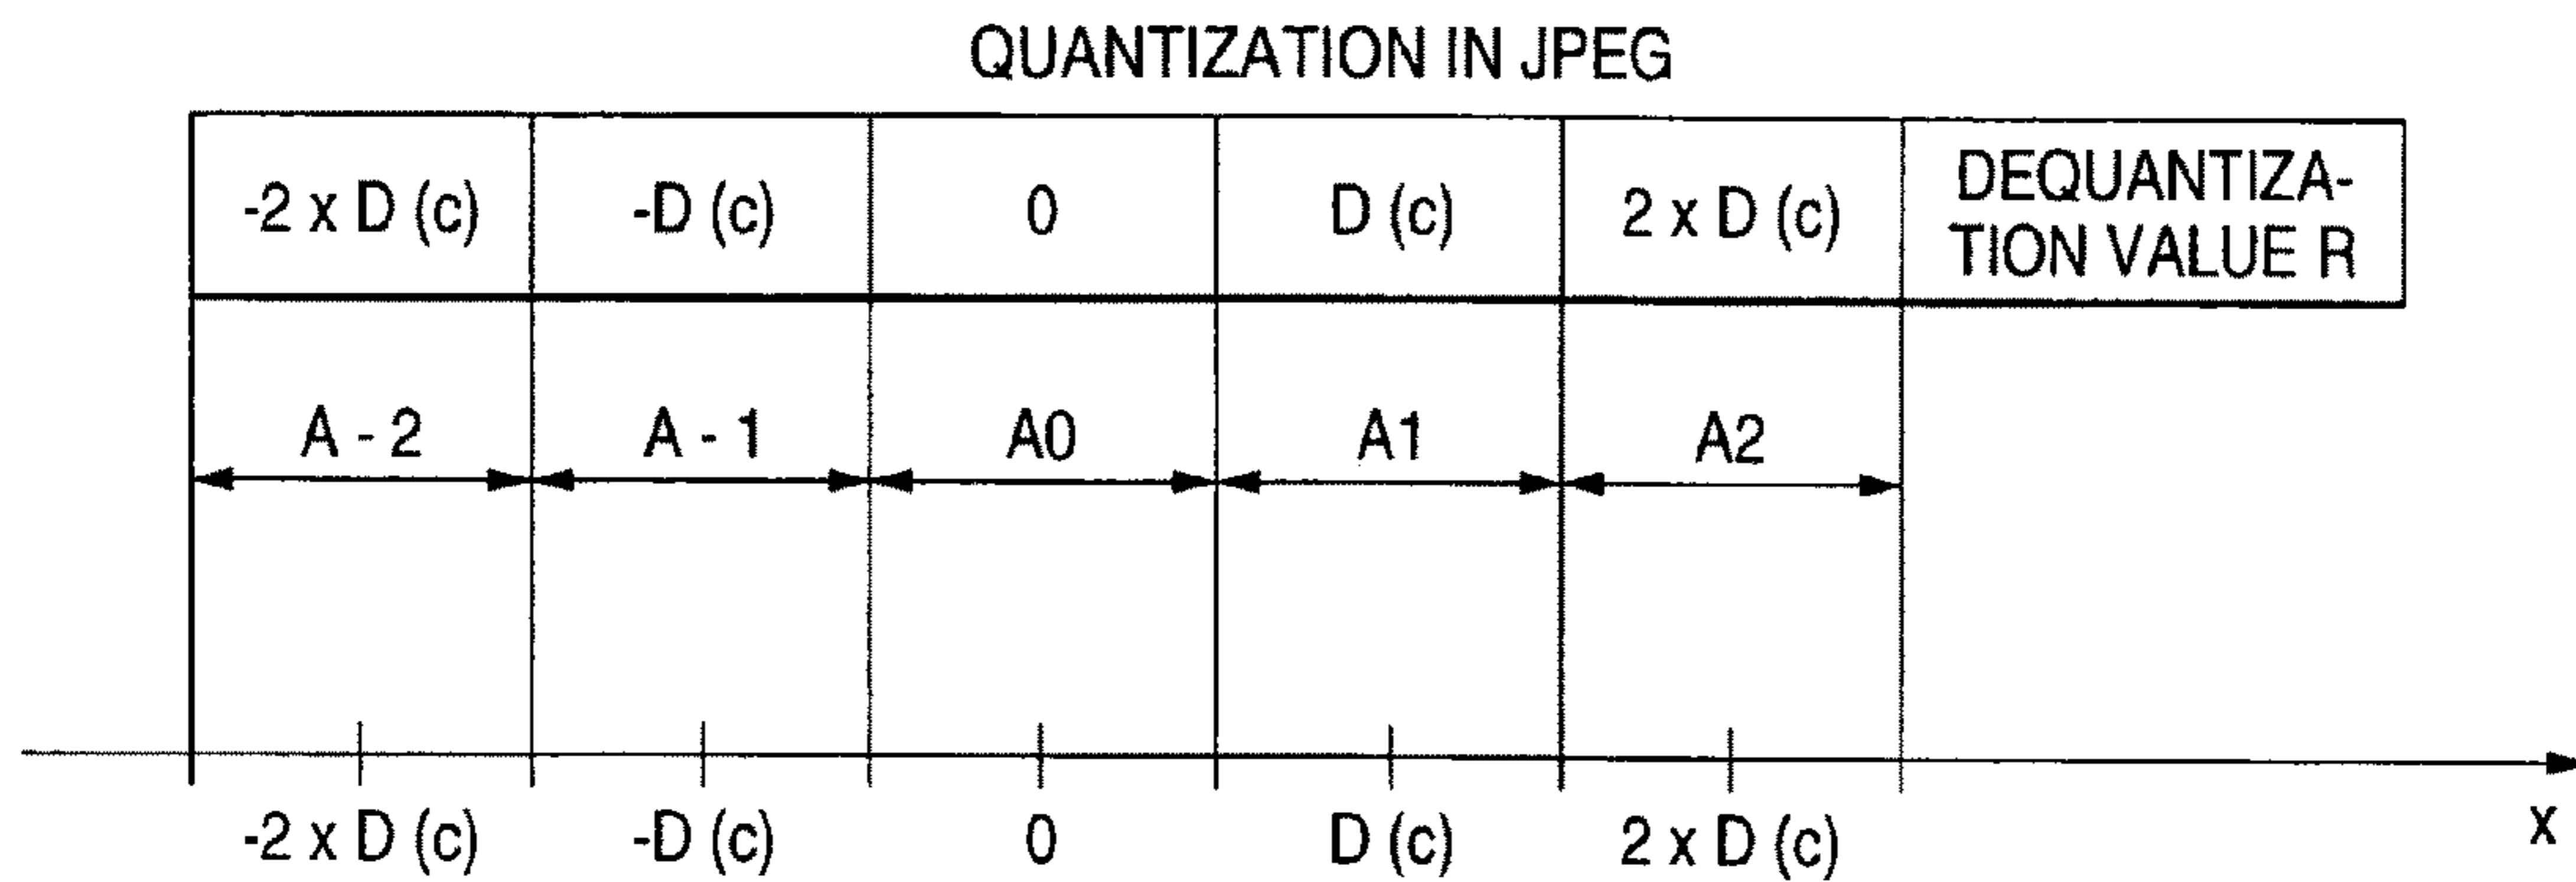 QUANTIZATION IN JPEG
-2 x D (c) -D (c) 0 D (c) 2 x D (c) DEQUANTIZA-
TION VALUE R
A - 2 A - 1 A0 A1 A2
-2 x D (c) -D (c) 0 D (c) 2 x D (c) x